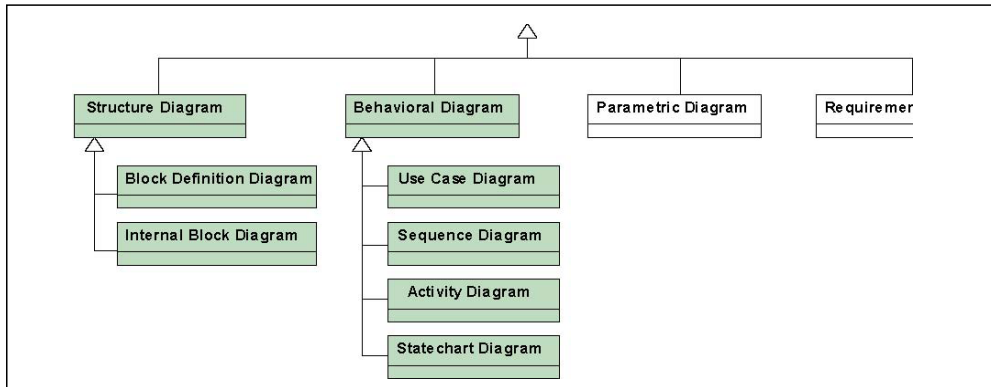 Structure Diagram
Behavioral Diagram
Parametric Diagram
Block Definition Diagram
Internal Block Diagram
Use Case Diagram
Sequence Diagram
Activity Diagram
Statechart Diagram